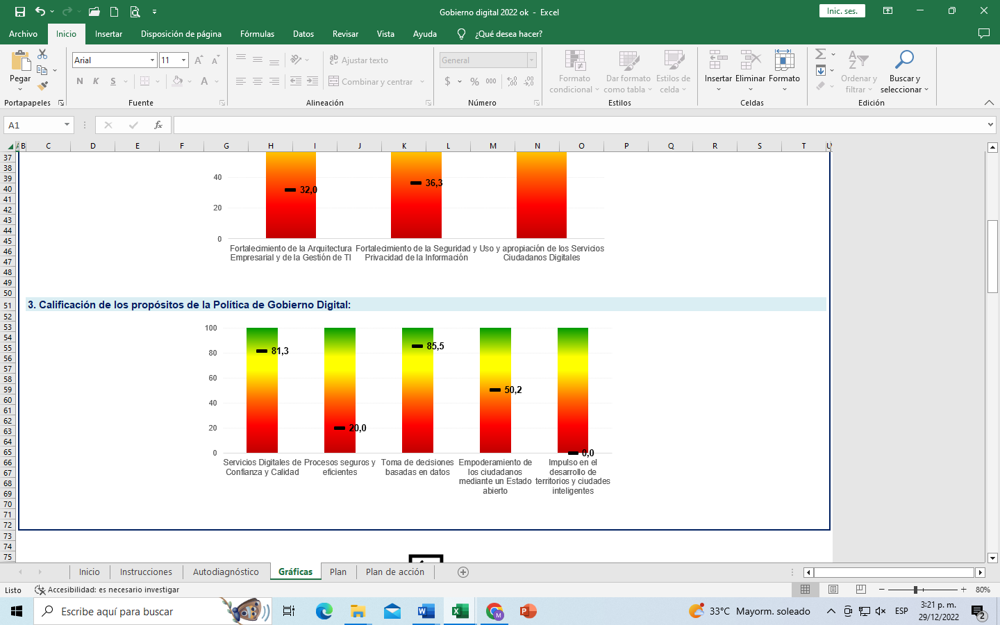 Gobierno digital 2022 ok - Excel
Inic. ses.
Archivo Inicio Insertar Disposición de página Fórmulas Datos Revisar Vista Ayuda ¿Qué desea hacer?
Pegar
Portapapeles
Arial 11
N K S
Fuente
Ajustar texto
Combinar y centrar
Alineación
General
$ % 000
Número
Formato condicional
Dar formato como tabla
Estilos de celda
Estilos
Insertar Eliminar Formato
Celdas
Ordenar y filtrar
Buscar y seleccionar
Edición
A1
fx
A B C D E F G H I J K L M N O P Q R S T U
37
38
39
40
41
42
43
44
45
46
47
48
49
50
51
52
53
54
55
56
57
58
59
60
61
62
63
64
65
66
67
68
69
70
71
72
73
74
75
40
20
0
32,0
36,3
Fortalecimiento de la Arquitectura Empresarial y de la Gestión de TI
Fortalecimiento de la Seguridad y Privacidad de la Información
Uso y apropiación de los Servicios Ciudadanos Digitales
3. Calificación de los propósitos de la Política de Gobierno Digital:
100
80
60
40
20
0
81,3
20,0
85,5
50,2
0,0
Servicios Digitales de Confianza y Calidad
Procesos seguros y eficientes
Toma de decisiones basadas en datos
Empoderamiento de los ciudadanos mediante un Estado abierto
Impulso en el desarrollo de territorios y ciudades inteligentes
Inicio Instrucciones Autodiagnóstico Gráficas Plan Plan de acción
Listo Accesibilidad: es necesario investigar
80%
Escribe aquí para buscar
33°C Mayorm. soleado
ESP
3:21 p. m.
29/12/2022
2